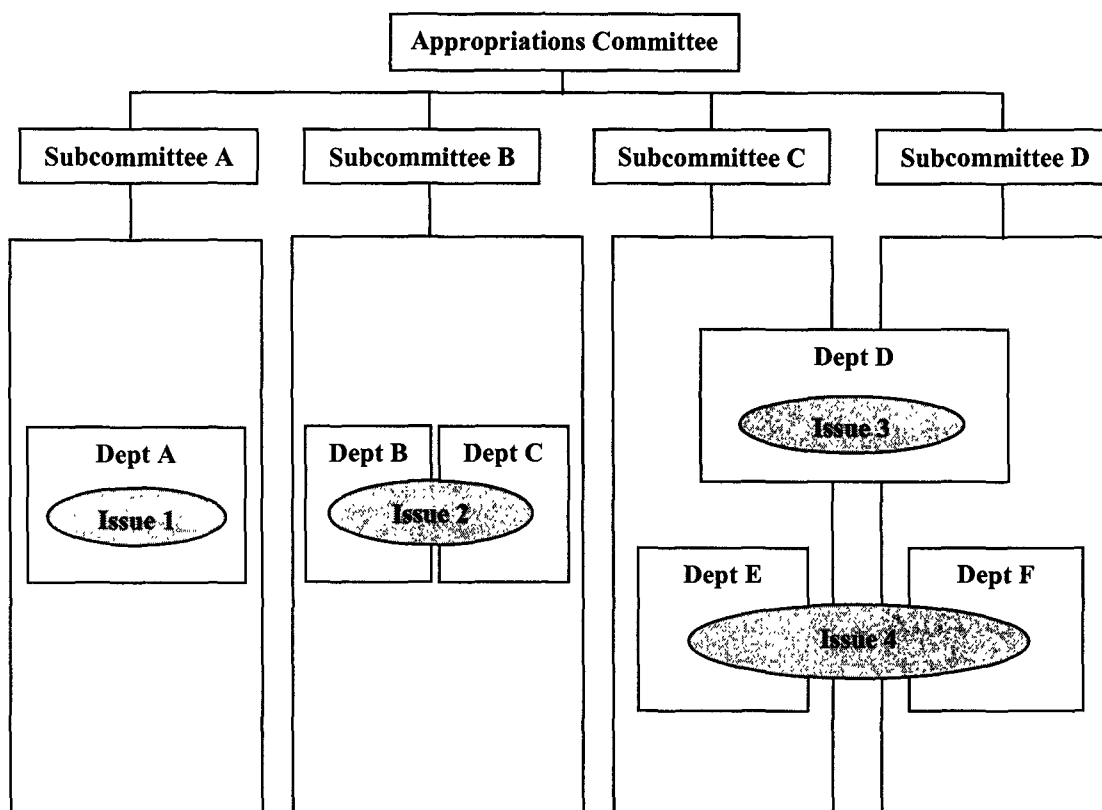 Appropriations Committee
Subcommittee A
Subcommittee B
Subcommittee C
Subcommittee D
Dept D
Issue 3
Dept A
Dept B
Dept C
Issue 1
Issue 2
Dept E
Dept F
Issue 4